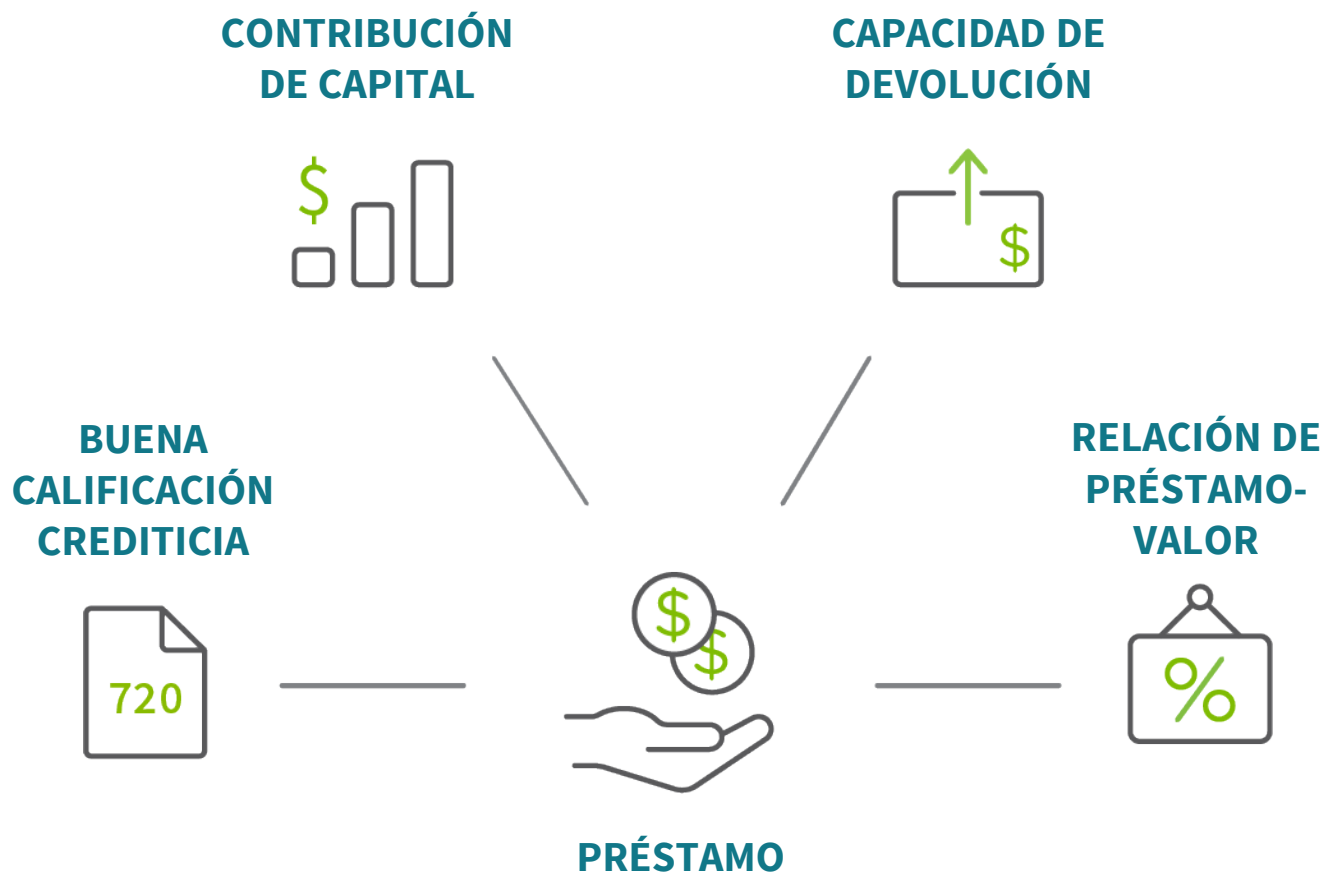 CONTRIBUCIÓN
DE CAPITAL
$
CAPACIDAD DE
DEVOLUCIÓN
$
BUENA
CALIFICACIÓN
CREDITICIA
720
RELACIÓN DE
PRÉSTAMO-
VALOR
%
$
$
PRÉSTAMO